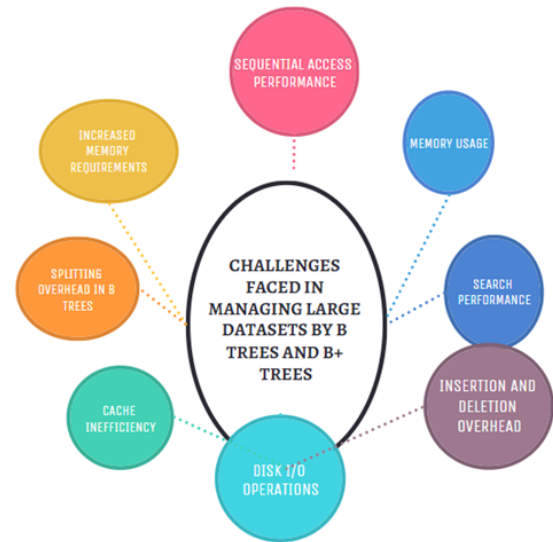 SEQUENTIAL ACCESS
PERFORMANCE
INCREASED
MEMORY
REQUIREMENTS
MEMORY USAGE
CHALLENGES
FACED IN
MANAGING LARGE
DATASETS BY B
TREES AND B+
TREES
SPLITTING
OVERHEAD IN B
TREES
SEARCH
PERFORMANCE
CACHE
INEFFICIENCY
INSERTION AND
DELETION
OVERHEAD
DISK I/O
OPERATIONS